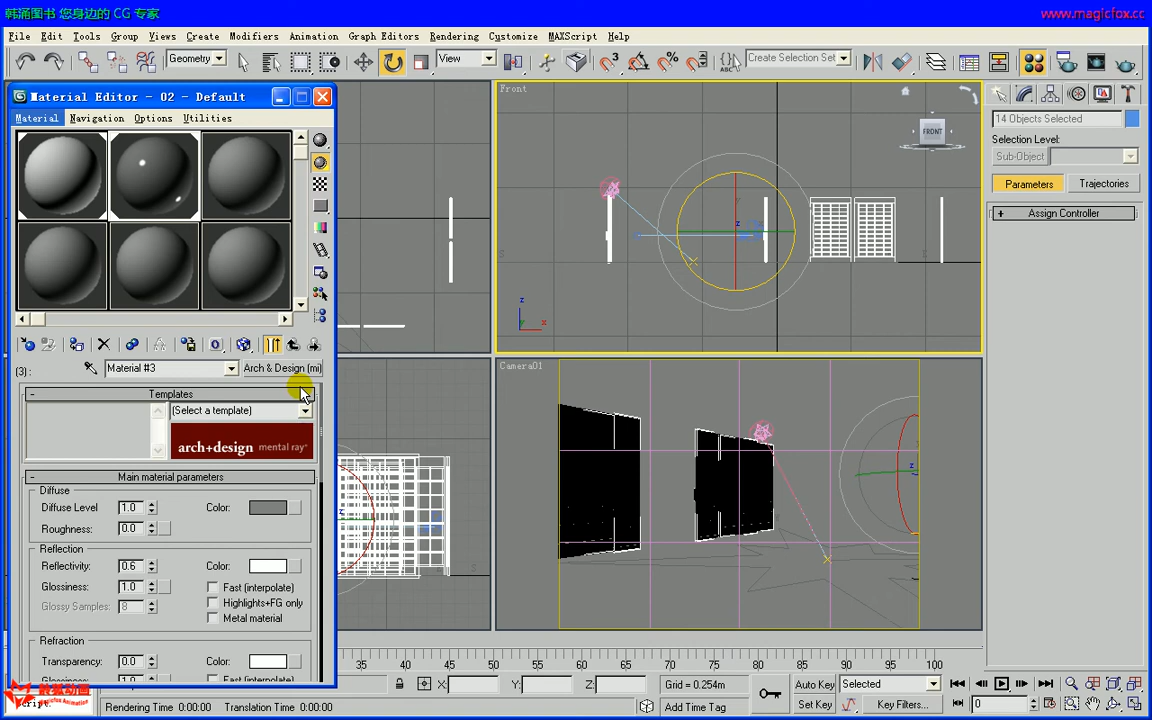 韩涌图书 您身边的 CG 专家
www.magicfox.cc
File Edit Tools Group Views Create Modifiers Animation Graph Editors Rendering Customize MAXScript Help
Geometry
View
Create Selection Set
Material Editor - 02 - Default
Material Navigation Options Utilities
Front
FRONT
z
x
14 Objects Selected
Selection Level:
Sub-Object
Parameters
Trajectories
+ Assign Controller
(3) :
Material #3
Arch & Design (mi)
Camera01
- Templates
(Select a template)
arch+design mental ray®
- Main material parameters
Diffuse
Diffuse Level 1.0 Color:
Roughness: 0.0
Reflection
Reflectivity: 0.6 Color:
Glossiness: 1.0 Fast (interpolate)
Glossy Samples: 8 Highlights+FG only
Metal material
Refraction
Transparency: 0.0 Color:
35 40 45 50 55 60 65 70 75 80 85 90 95 100
X: Y: Z: Grid = 0.254m
Auto Key Selected
Set Key Key Filters... 0
Rendering Time 0:00:00 Translation Time 0:00:00
Add Time Tag